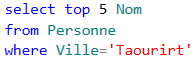 select top 5 Nom
from Personne
where Ville='Taourirt'